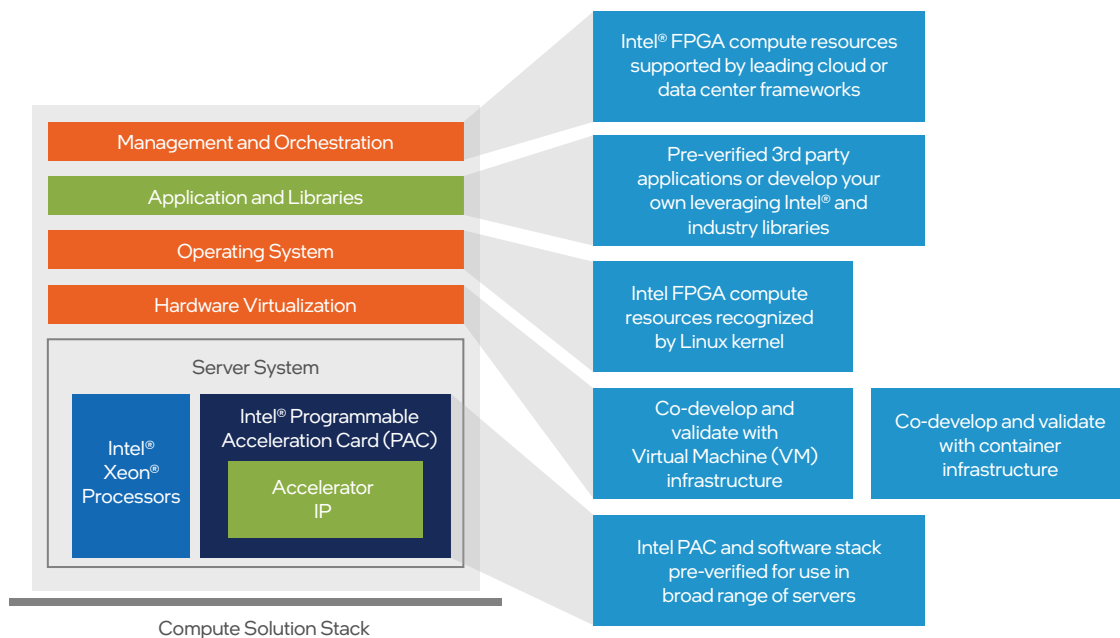 Management and Orchestration
Application and Libraries
Operating System
Hardware Virtualization
Server System
Intel®
Xeon®
Processors
Intel® Programmable
Acceleration Card (PAC)
Accelerator
IP
Compute Solution Stack
Intel® FPGA compute resources
supported by leading cloud or
data center frameworks
Pre-verified 3rd party
applications or develop your
own leveraging Intel® and
industry libraries
Intel FPGA compute
resources recognized
by Linux kernel
Co-develop and
validate with
Virtual Machine (VM)
infrastructure
Co-develop and validate
with container
infrastructure
Intel PAC and software stack
pre-verified for use in
broad range of servers